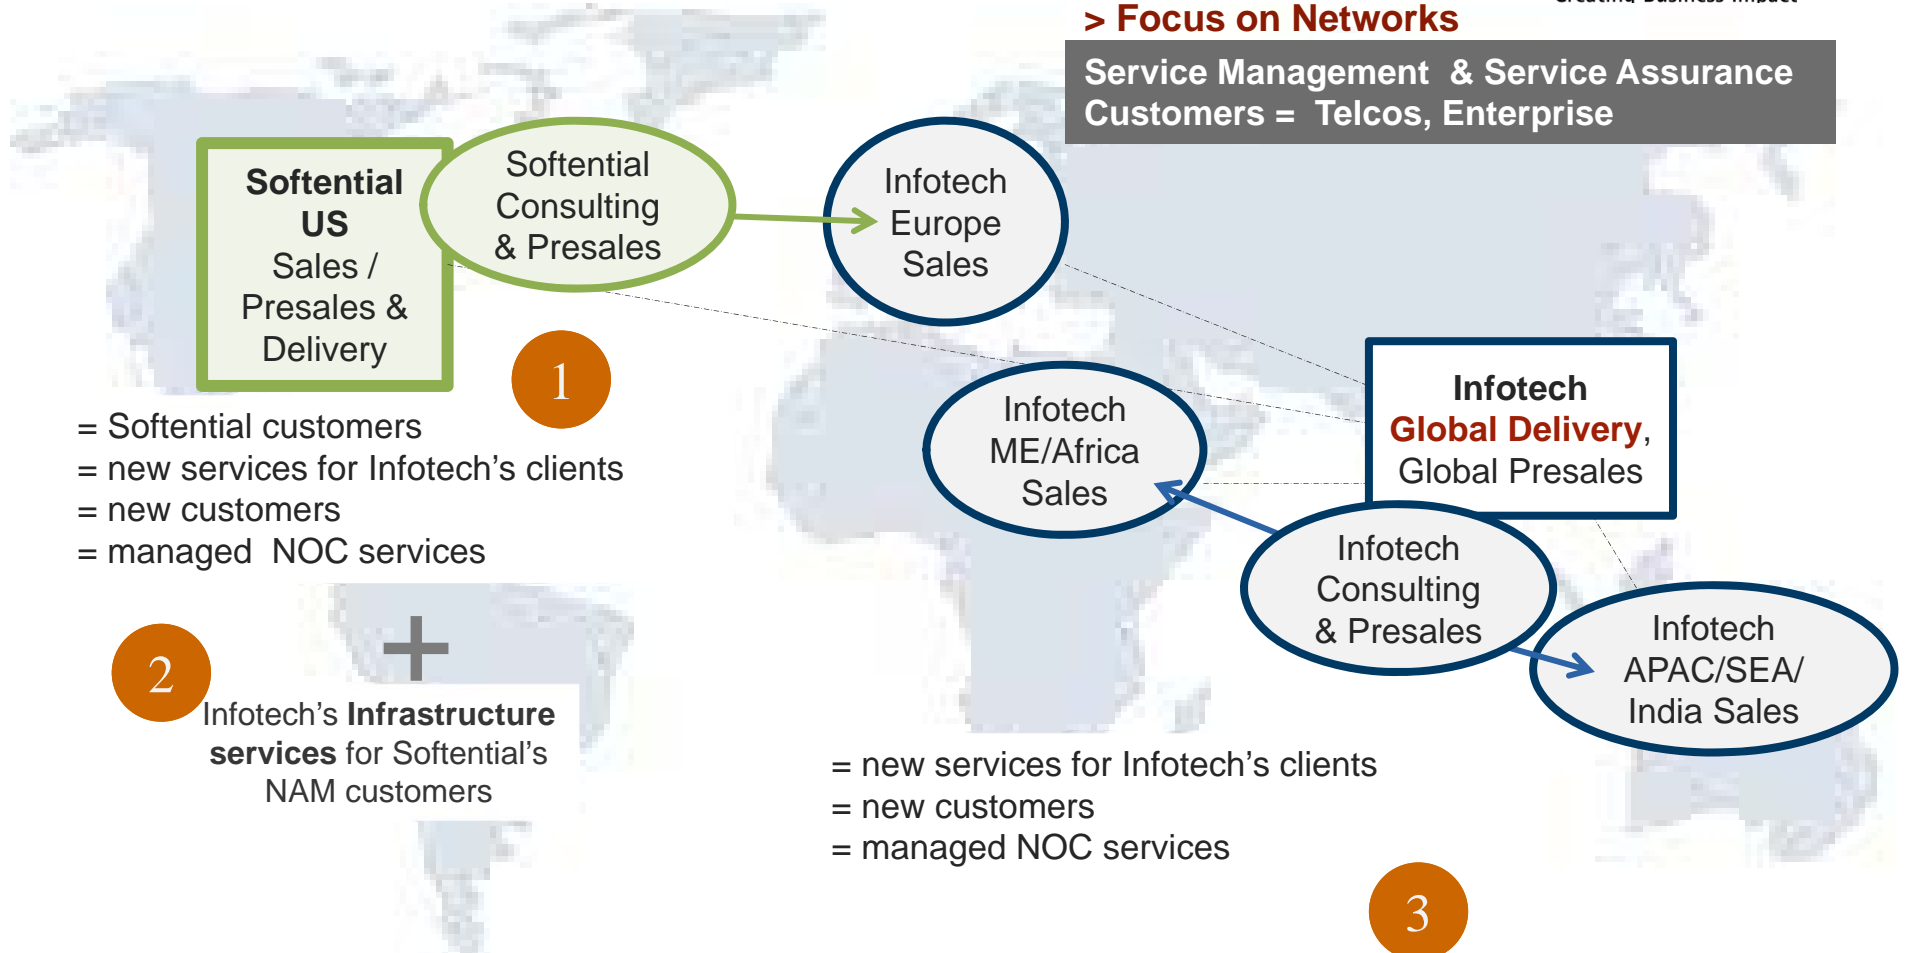 > Focus on Networks
Service Management & Service Assurance
Customers = Telcos, Enterprise
Softential
US
Sales /
Presales &
Delivery
Softential
Consulting
& Presales
Infotech
Europe
Sales
1
= Softential customers
= new services for Infotech's clients
= new customers
= managed NOC services
Infotech
ME/Africa
Sales
Infotech
Global Delivery,
Global Presales
Infotech
Consulting
& Presales
Infotech
APAC/SEA/
India Sales
2
+
Infotech's Infrastructure
services for Softential's
NAM customers
= new services for Infotech's clients
= new customers
= managed NOC services
3